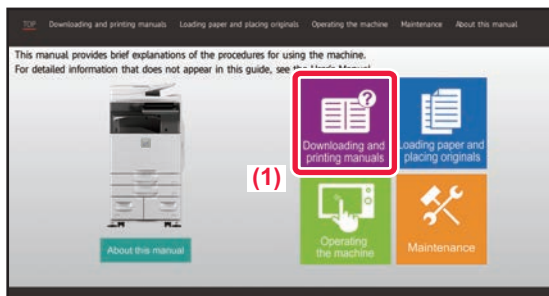 TOP Downloading and printing manuals Loading paper and placing originals Operating the machine Maintenance About this manual
This manual provides brief explanations of the procedures for using the machine.
For detailed information that does not appear in this guide, see the User's Manual.
Downloading and
printing manuals
Loading paper and
placing originals
(1)
Operating
the machine
Maintenance
About this manual